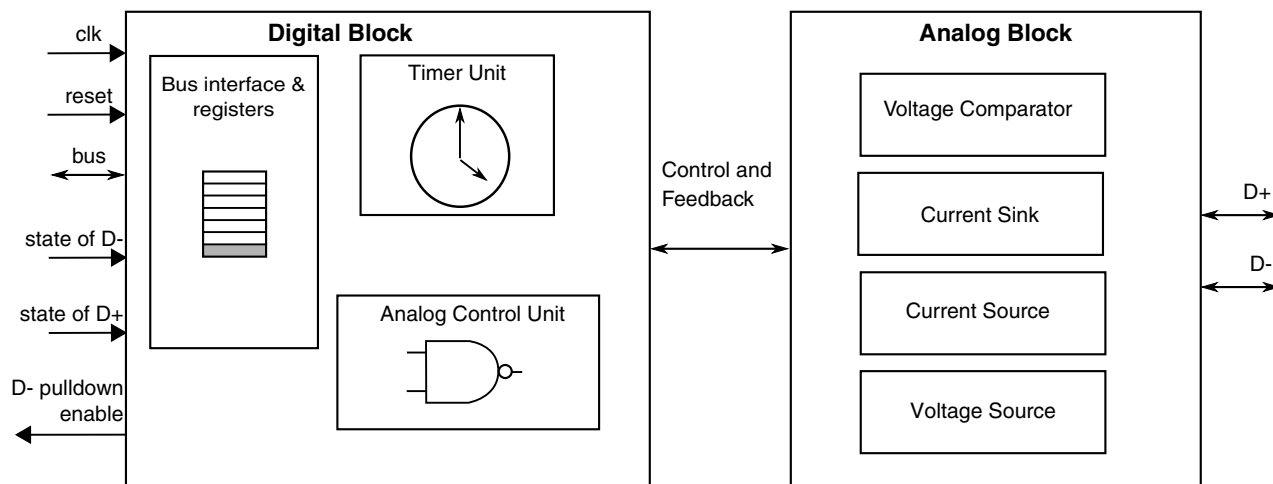 Digital Block
Analog Block
clk
reset
bus
state of D-
state of D+
D- pulldown
enable
Bus interface &
registers
Timer Unit
Analog Control Unit
Control and
Feedback
Voltage Comparator
Current Sink
Current Source
Voltage Source
D+
D-